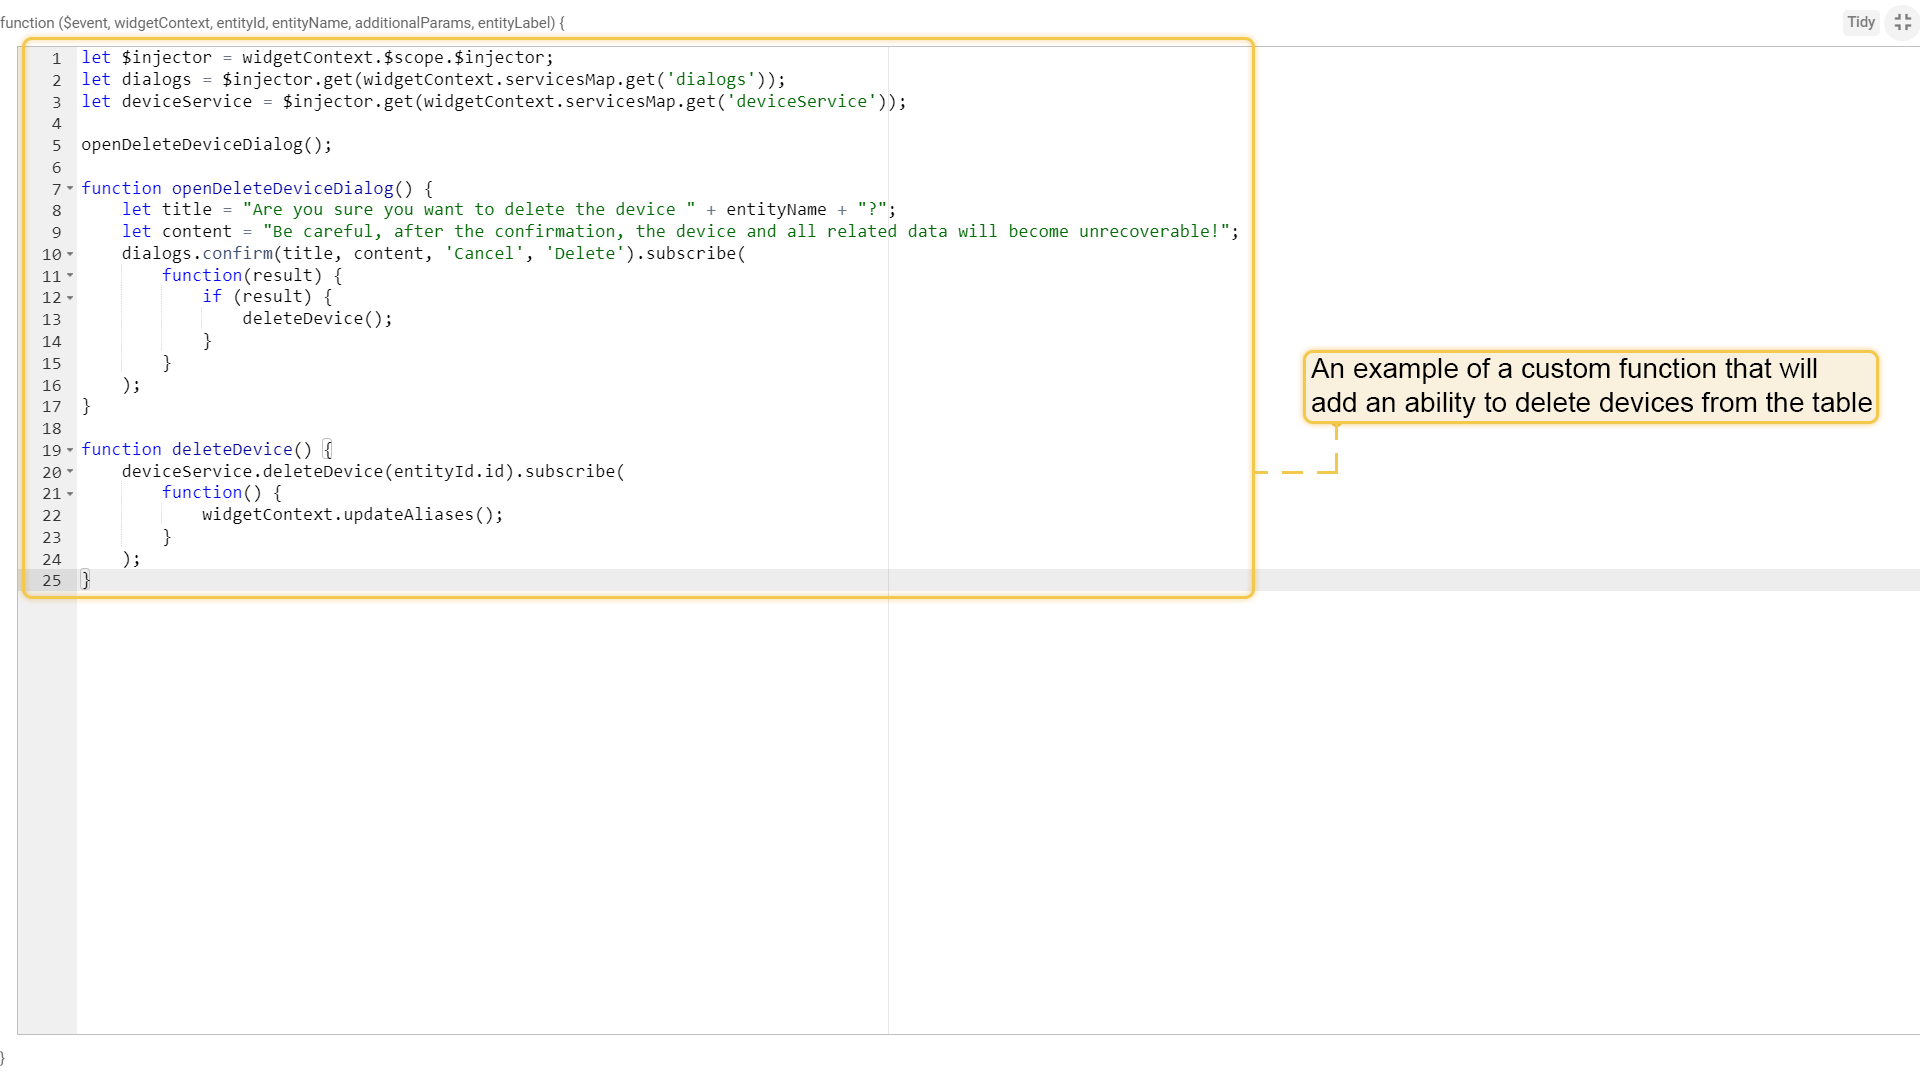 function ($event, widgetContext, entityId, entityName, additionalParams, entityLabel) {
Tidy
1 let $injector = widgetContext.$scope.$injector;
2 let dialogs = $injector.get(widgetContext.servicesMap.get('dialogs'));
3 let deviceService = $injector.get(widgetContext.servicesMap.get('deviceService'));
4
5 openDeleteDeviceDialog();
6
7 function openDeleteDeviceDialog() {
8     let title = "Are you sure you want to delete the device " + entityName + "?";
9     let content = "Be careful, after the confirmation, the device and all related data will become unrecoverable!";
10     dialogs.confirm(title, content, 'Cancel', 'Delete').subscribe(
11         function(result) {
12             if (result) {
13                 deleteDevice();
14             }
15         }
16     );
17 }
18
19 function deleteDevice() {
20     deviceService.deleteDevice(entityId.id).subscribe(
21         function() {
22             widgetContext.updateAliases();
23         }
24     );
25 }
An example of a custom function that will
add an ability to delete devices from the table
}